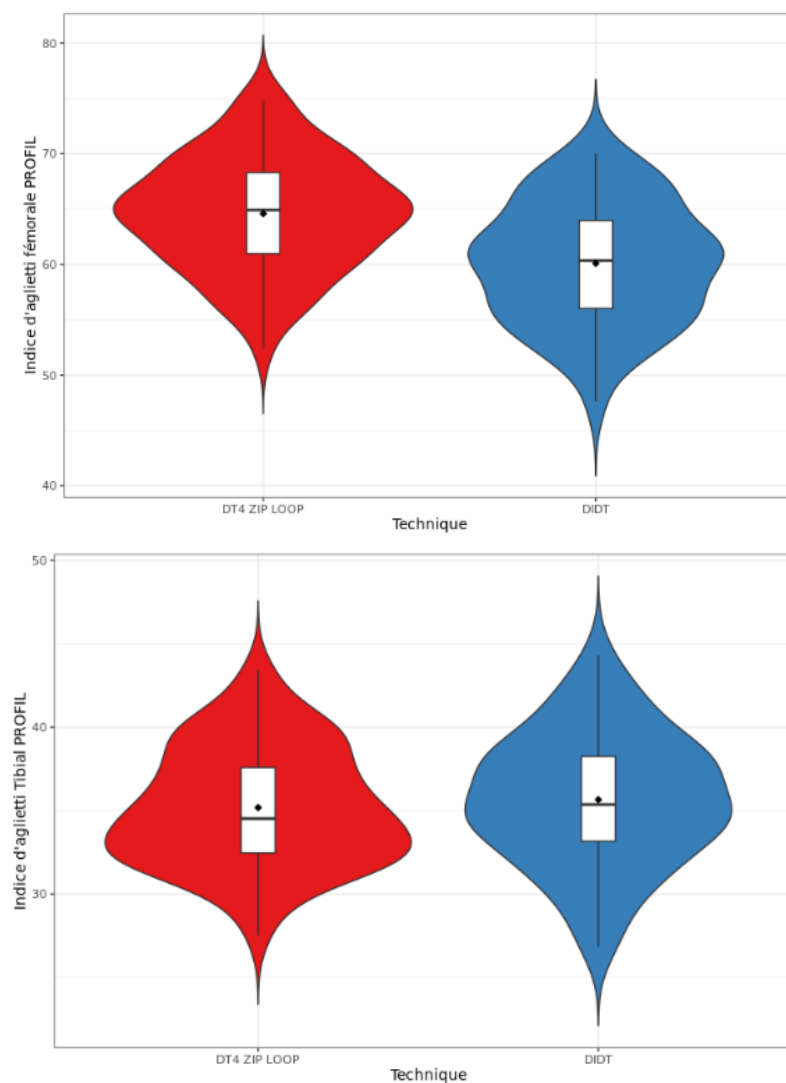 80
70
60
50
40
Indice d'aglietti fémorale PROFIL
DT4 ZIP LOOP
DIDT
Technique
50
40
30
Indice d'aglietti Tibial PROFIL
DT4 ZIP LOOP
DIDT
Technique